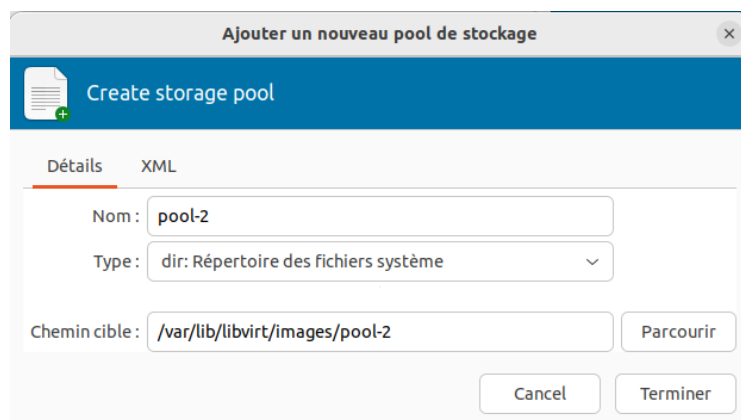 Ajouter un nouveau pool de stockage
Create storage pool
Détails XML
Nom : pool-2
Type : dir: Répertoire des fichiers système
Chemin cible : /var/lib/libvirt/images/pool-2 Parcourir
Cancel Terminer